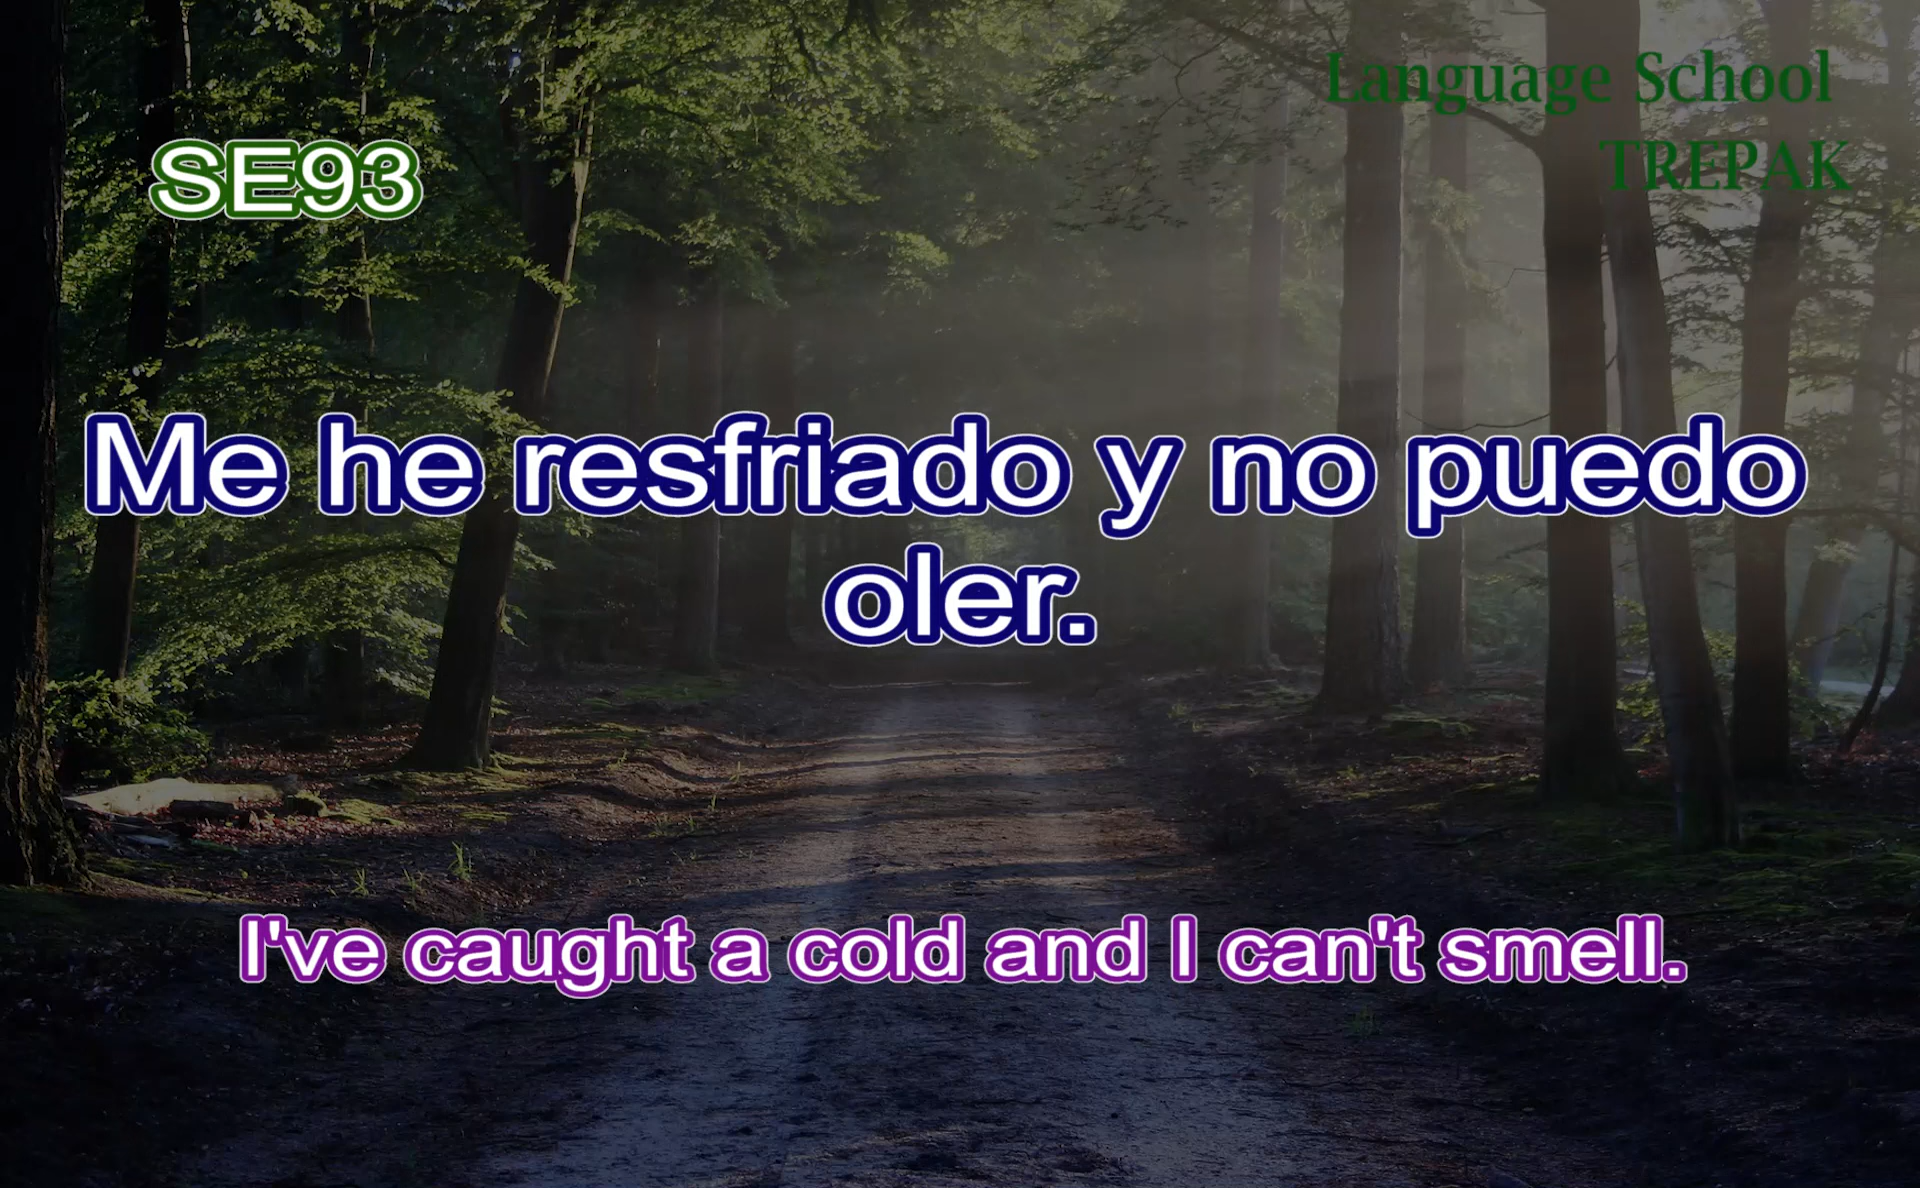 Language School
TREPAK
SE93
Me he resfriado y no puedo
oler.
I've caught a cold and I can't smell.